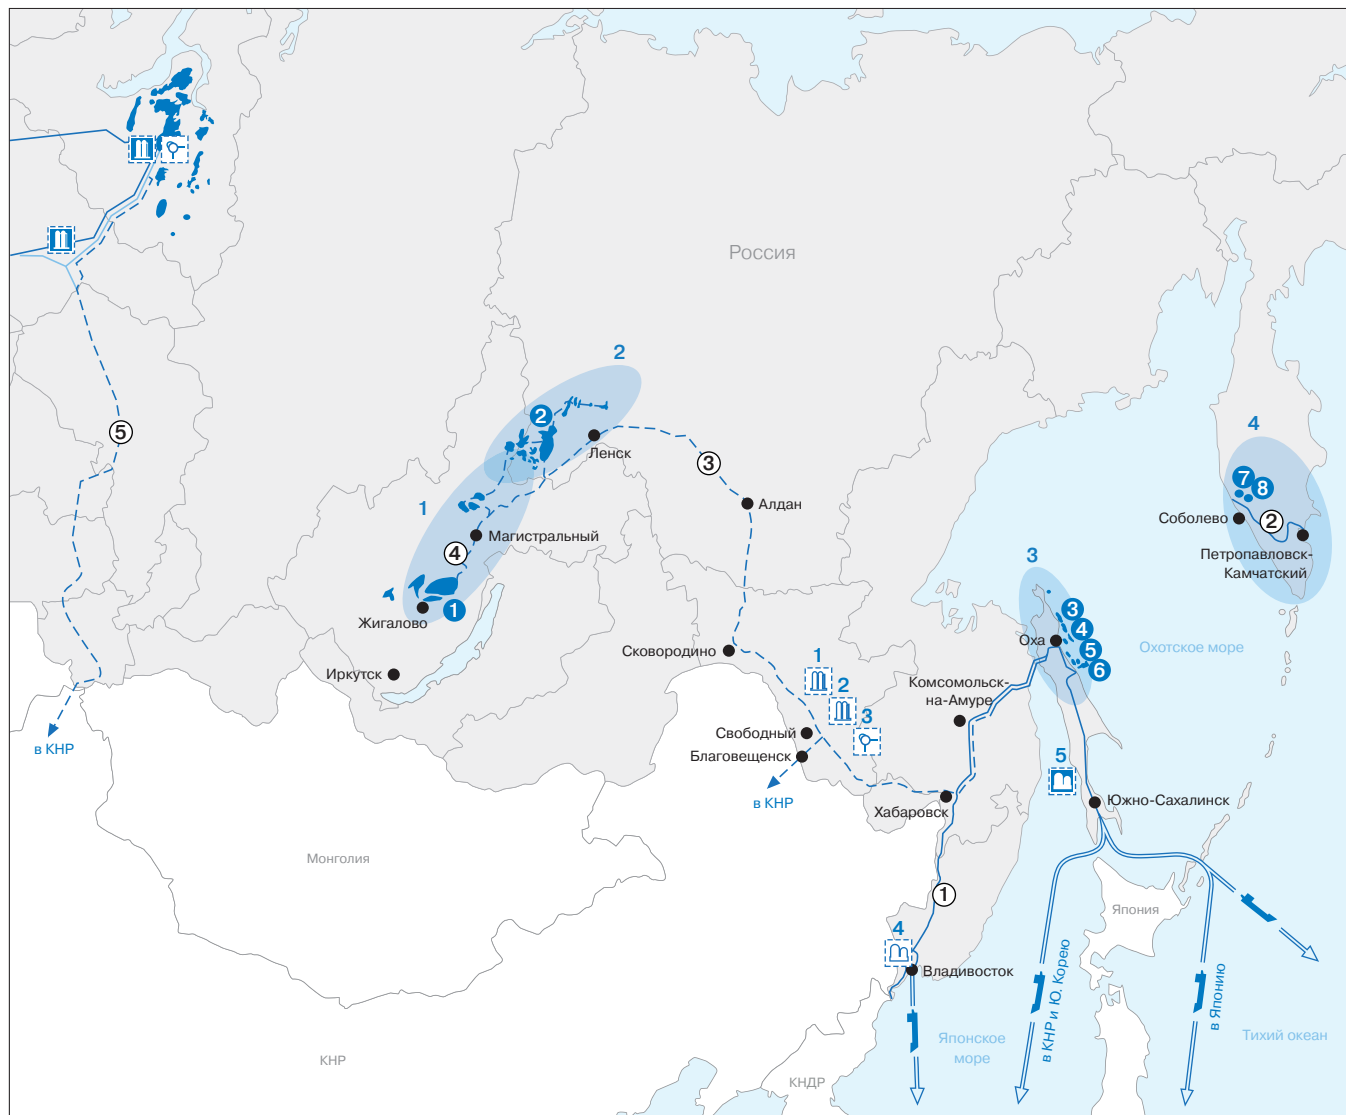 Россия
2
2
5
Ленск
3
4
1
Алдан
7
8
Соболево
2
Магистральный
Петропавловск-
Камчатский
4
3
1
Жигалово
3
4
Оха
5
Охотское море
6
Сковородино
1
Иркутск
Комсомольск-
на-Амуре
2
3
Свободный
Благовещенск
в КНР
5
в КНР
Хабаровск
Южно-Сахалинск
Монголия
1
Япония
4
Владивосток
в КНР и Ю. Корею
в Японию
Японское
море
Тихий океан
КНР
КНДР